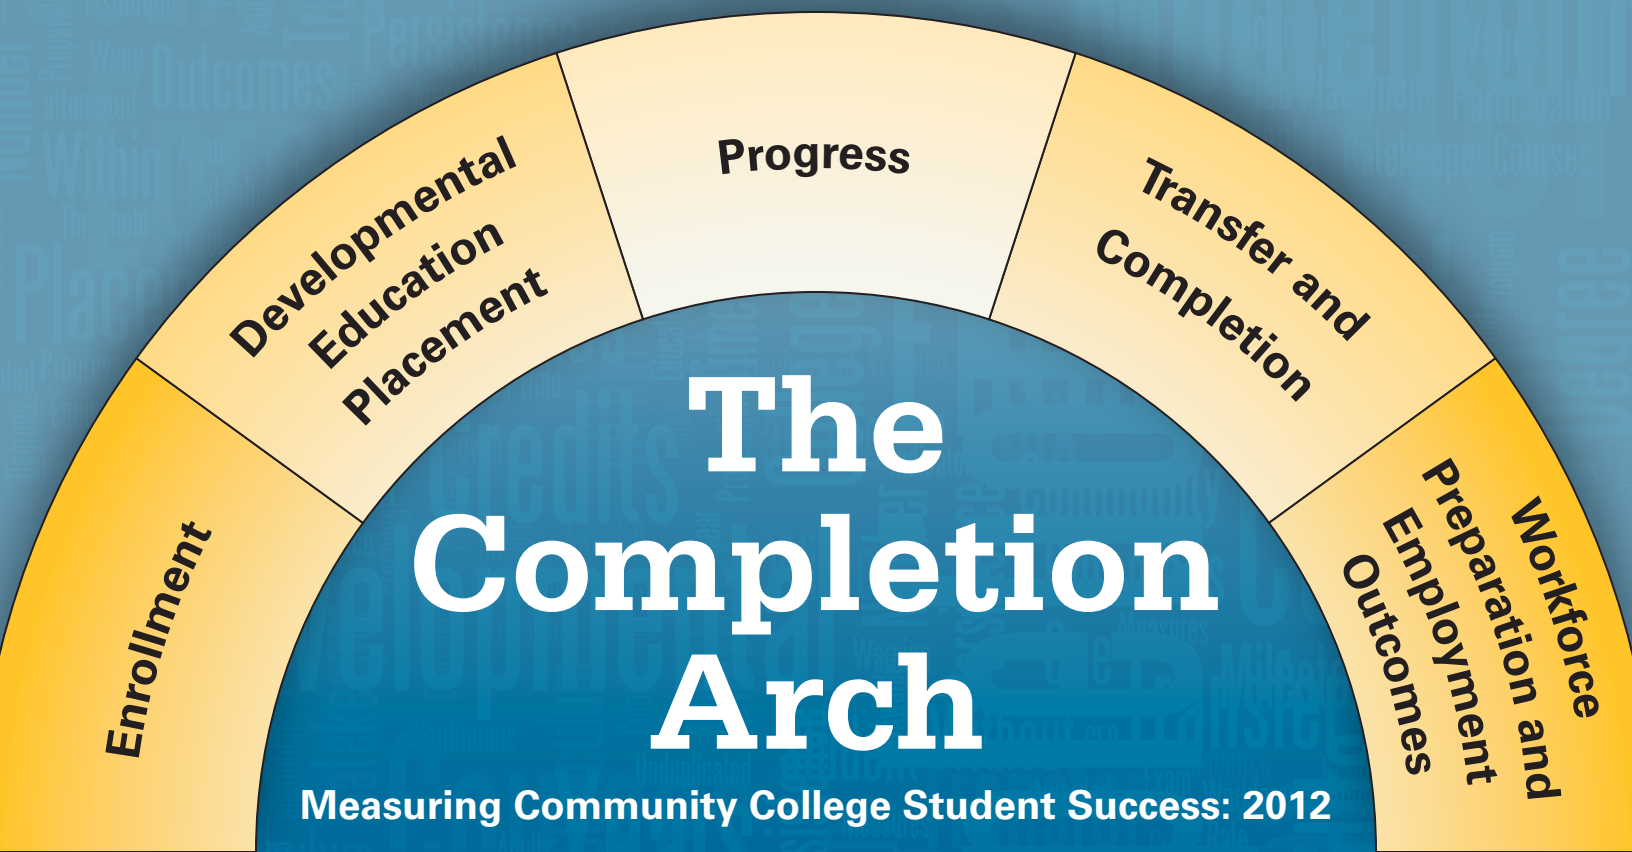 Enrollment
Developmental
Education
Placement
Progress
Transfer and
Completion
Workforce
Preparation and
Employment
Outcomes
The
Completion
Arch
Measuring Community College Student Success: 2012